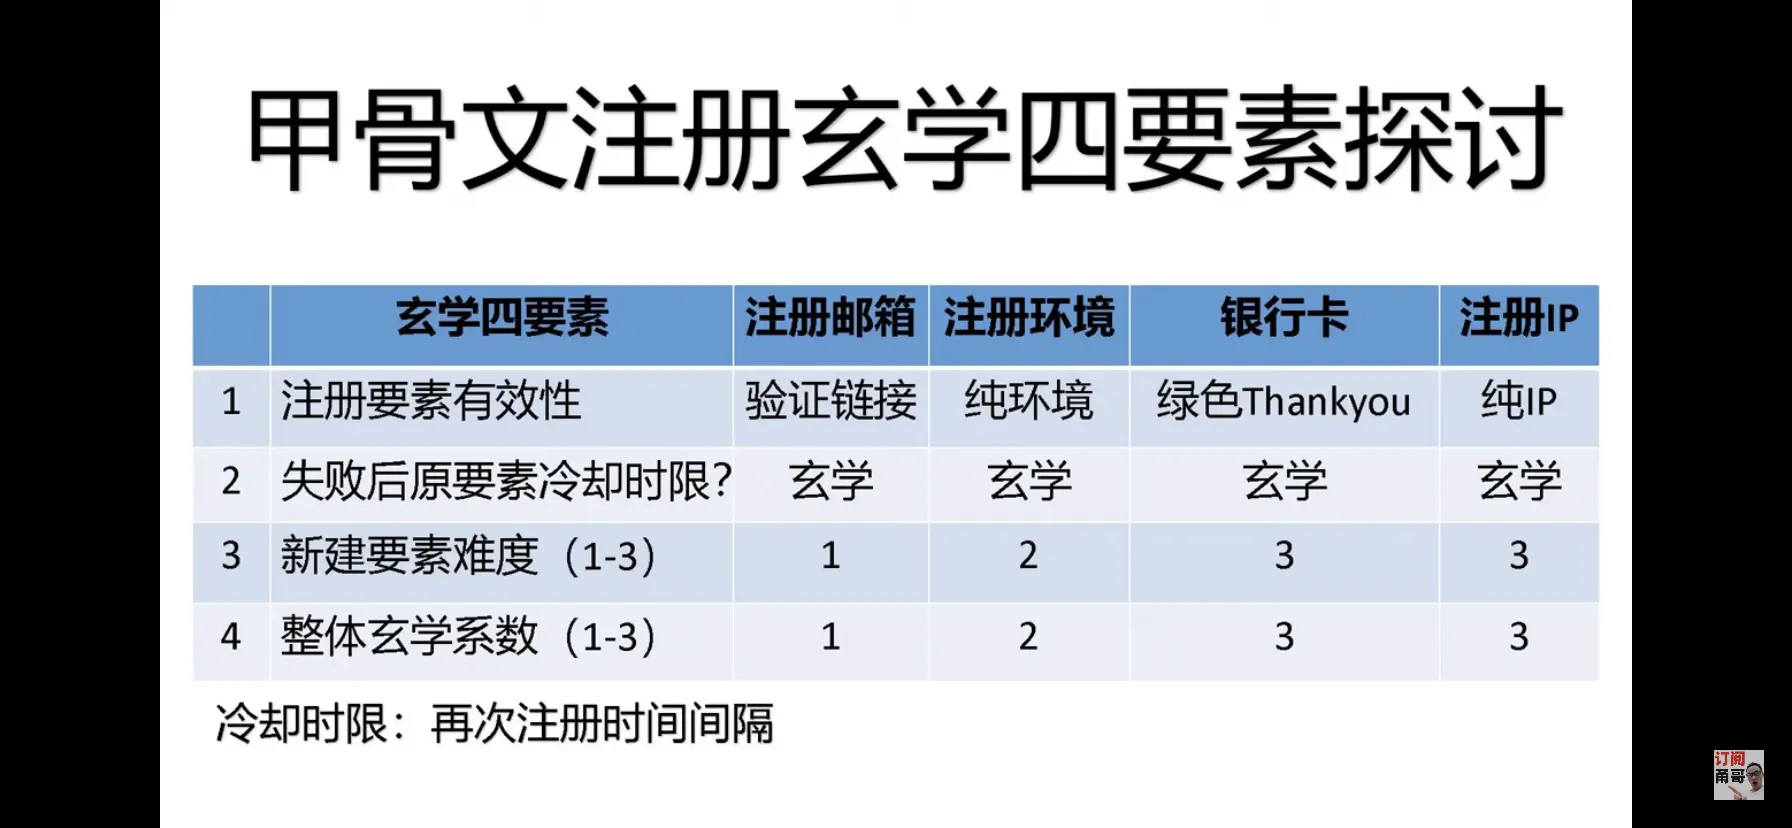 甲骨文注册玄学四要素探讨
玄学四要素 注册邮箱 注册环境 银行卡 注册IP
1 注册要素有效性 验证链接 纯环境 绿色Thankyou 纯IP
2 失败后原要素冷却时限? 玄学 玄学 玄学 玄学
3 新建要素难度（1-3） 1 2 3 3
4 整体玄学系数（1-3） 1 2 3 3
冷却时限：再次注册时间间隔
订阅
甬哥